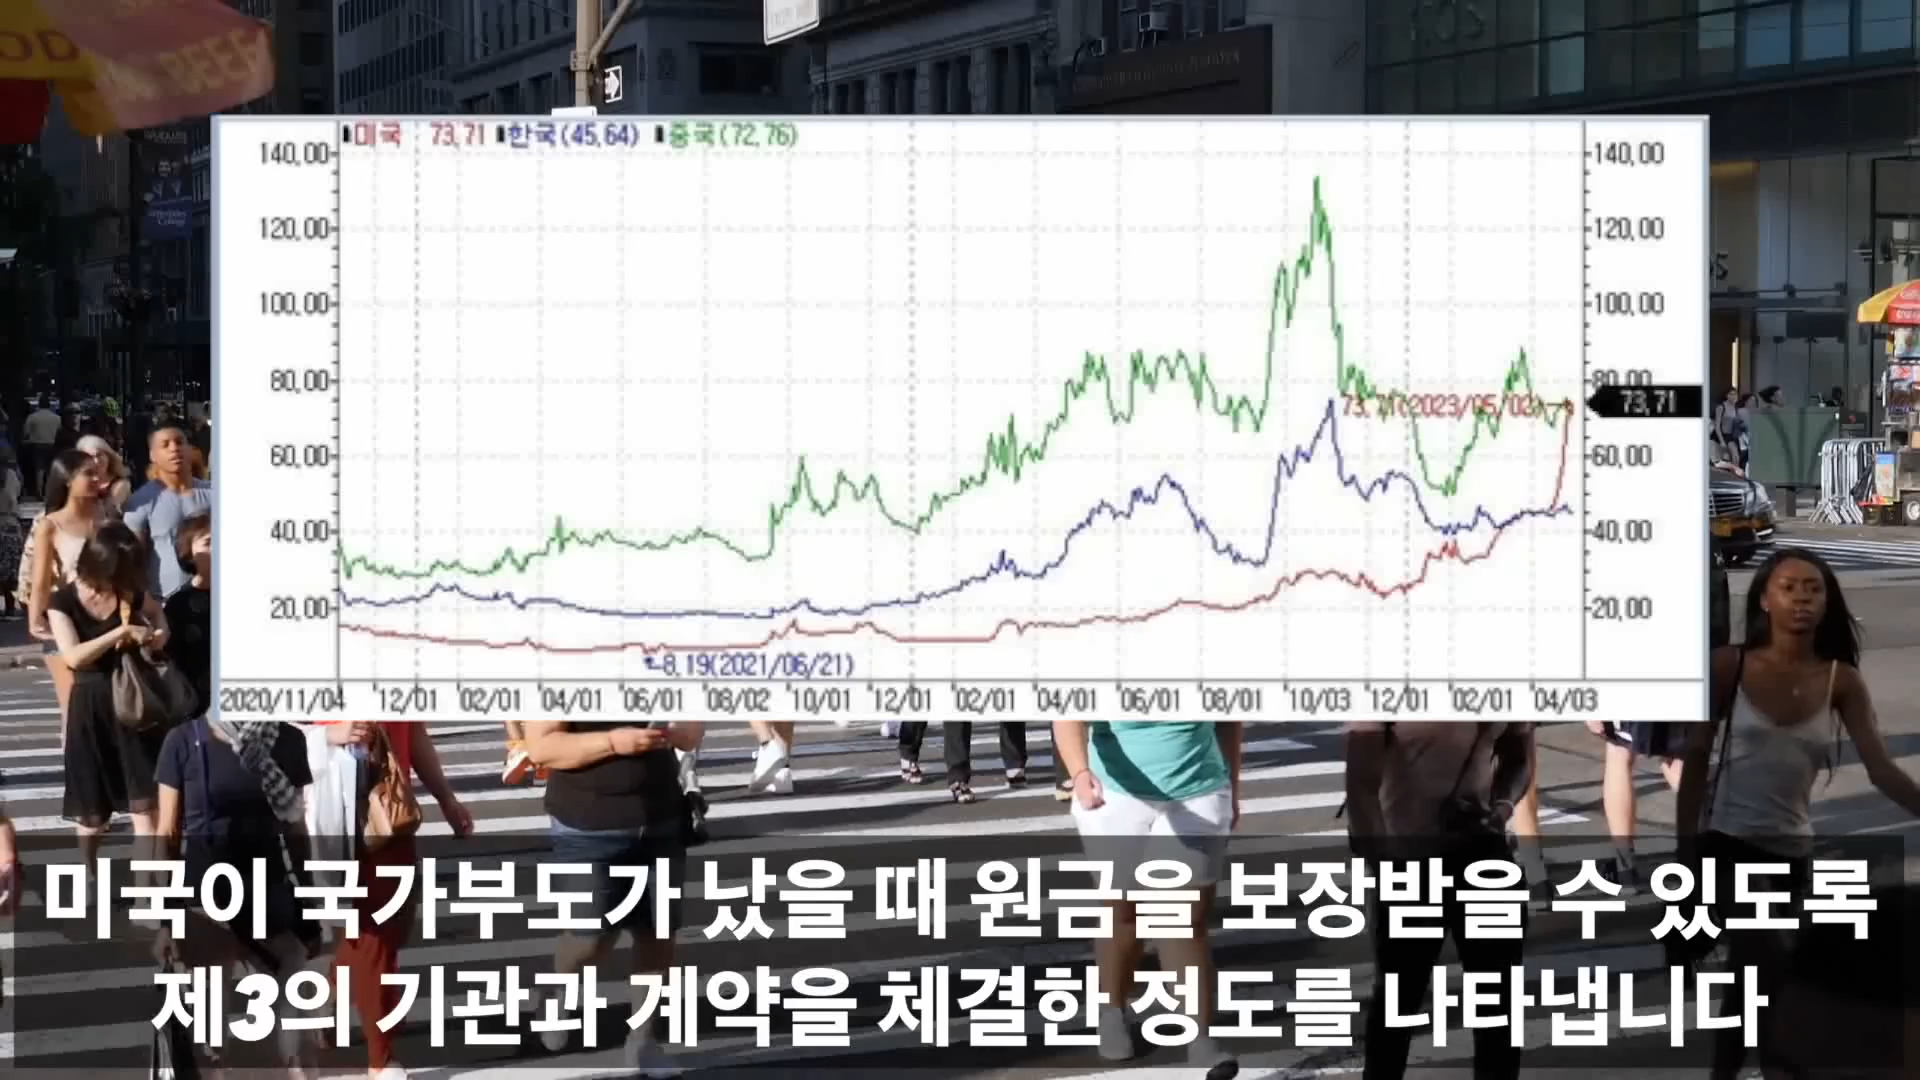 BEEF
미국 73,71 한국(45,64) 중국(72,76)
140,00 140,00
120,00 120,00
100,00 100,00
80,00 80,00
73,71(2023/05/02) 73,71
60,00 60,00
40,00 40,00
20,00 20,00
8,19(2021/06/21)
2020/11/04 12/01 02/01 04/01 06/01 08/02 10/01 12/01 02/01 04/01 06/01 08/01 10/03 12/01 02/01 04/03
미국이 국가부도가 났을 때 원금을 보장받을 수 있도록
제3의 기관과 계약을 체결한 정도를 나타냅니다